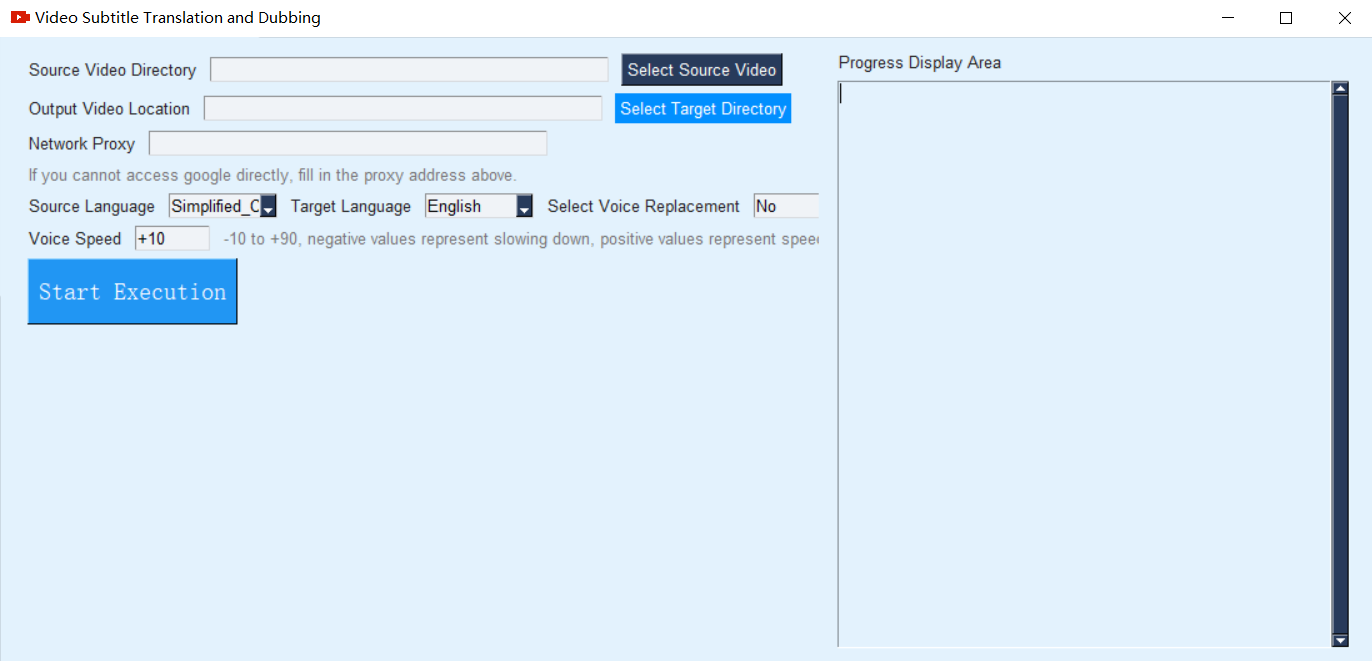 Video Subtitle Translation and Dubbing
Source Video Directory Select Source Video
Output Video Location Select Target Directory
Network Proxy
If you cannot access google directly, fill in the proxy address above.
Source Language Simplified_C Target Language English Select Voice Replacement No
Voice Speed +10 -10 to +90, negative values represent slowing down, positive values represent spee
Start Execution
Progress Display Area